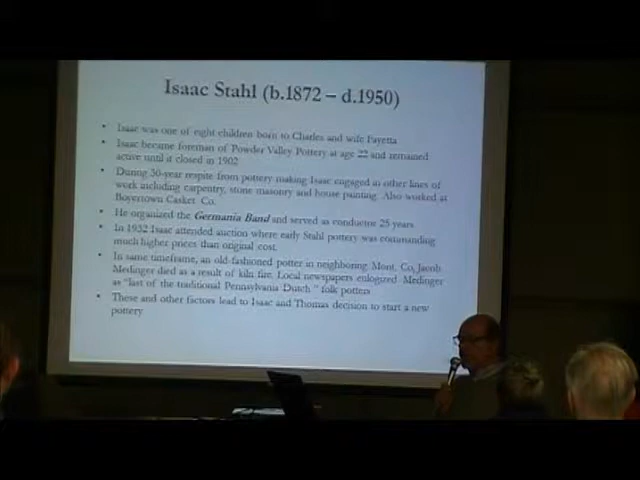 Isaac Stahl (b.1872 – d.1950)
• Isaac was one of eight children born to Charles and wife Fayetta
• Isaac became foreman of Powder Valley Pottery at age 22 and remained
active until it closed in 1902
• During 30-year respite from pottery making Isaac engaged in other lines of
work including carpentry, stone masonry and house painting. Also worked at
Boyertown Casket Co.
• He organized the Germania Band and served as conductor 25 years
• In 1932 Isaac attended auction where early Stahl pottery was commanding
much higher prices than original cost.
• In same timeframe, an old-fashioned potter in neighboring Mont. Co, Jacob
Medinger died as a result of kiln fire. Local newspapers enlogized Medinger
as "last of the traditional Pennsylvania Dutch" folk potters
• These and other factors lead to Isaac and Thomas decision to start a new
pottery